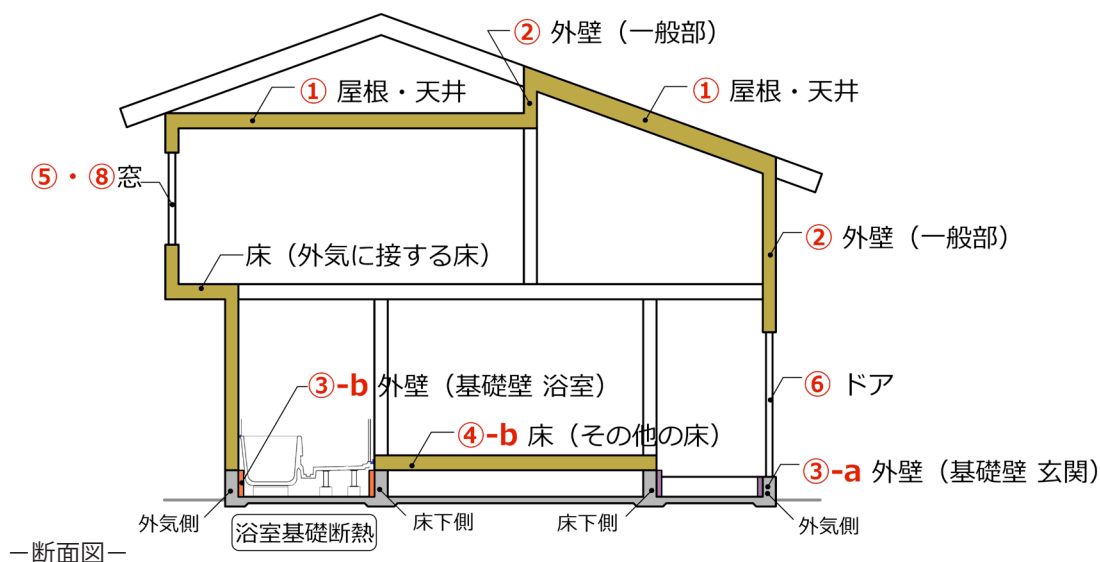 ② 外壁（一般部）
① 屋根・天井
① 屋根・天井
⑤・⑧窓
② 外壁（一般部）
床（外気に接する床）
③-b 外壁（基礎壁 浴室）
⑥ ドア
④-b 床（その他の床）
③-a 外壁（基礎壁 玄関）
外気側
床下側
床下側
外気側
浴室基礎断熱
－断面図－